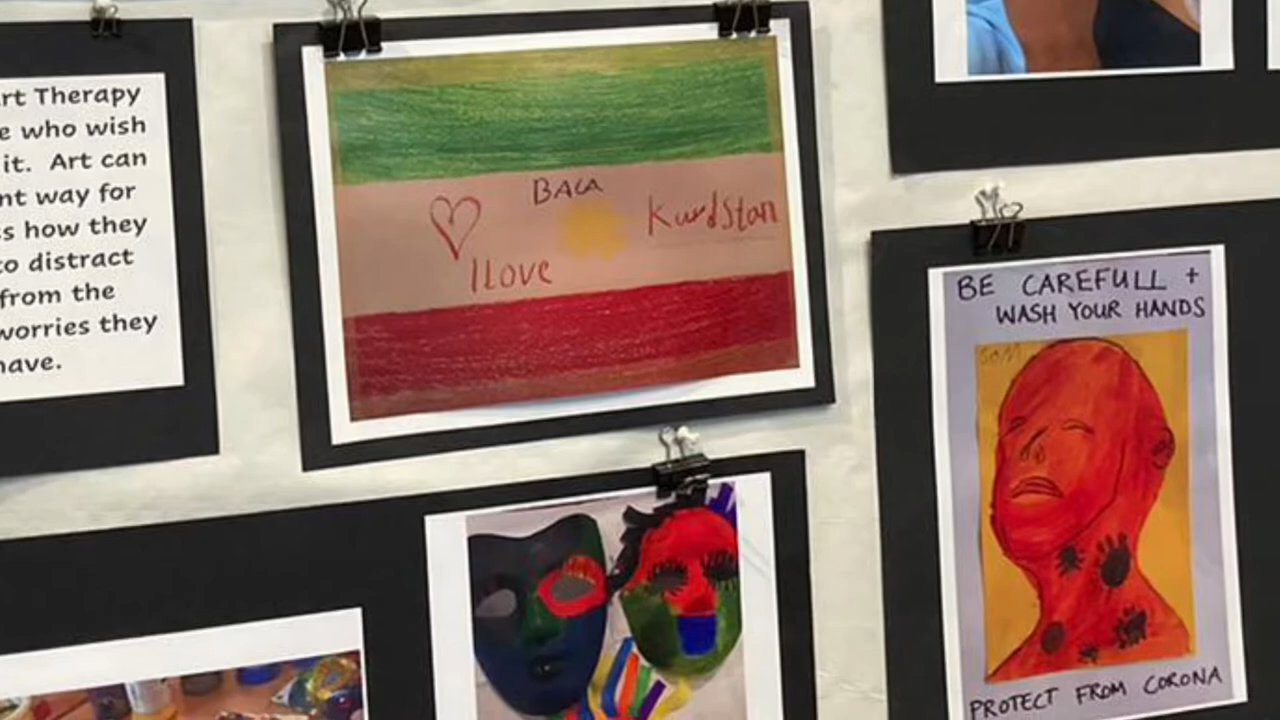 rt Therapy
e who wish
it. Art can
nt way for
s how they
to distract
from the
worries they
have.
BACA
KurdStan
I Love
BE CAREFULL +
WASH YOUR HANDS
PROTECT FROM CORONA